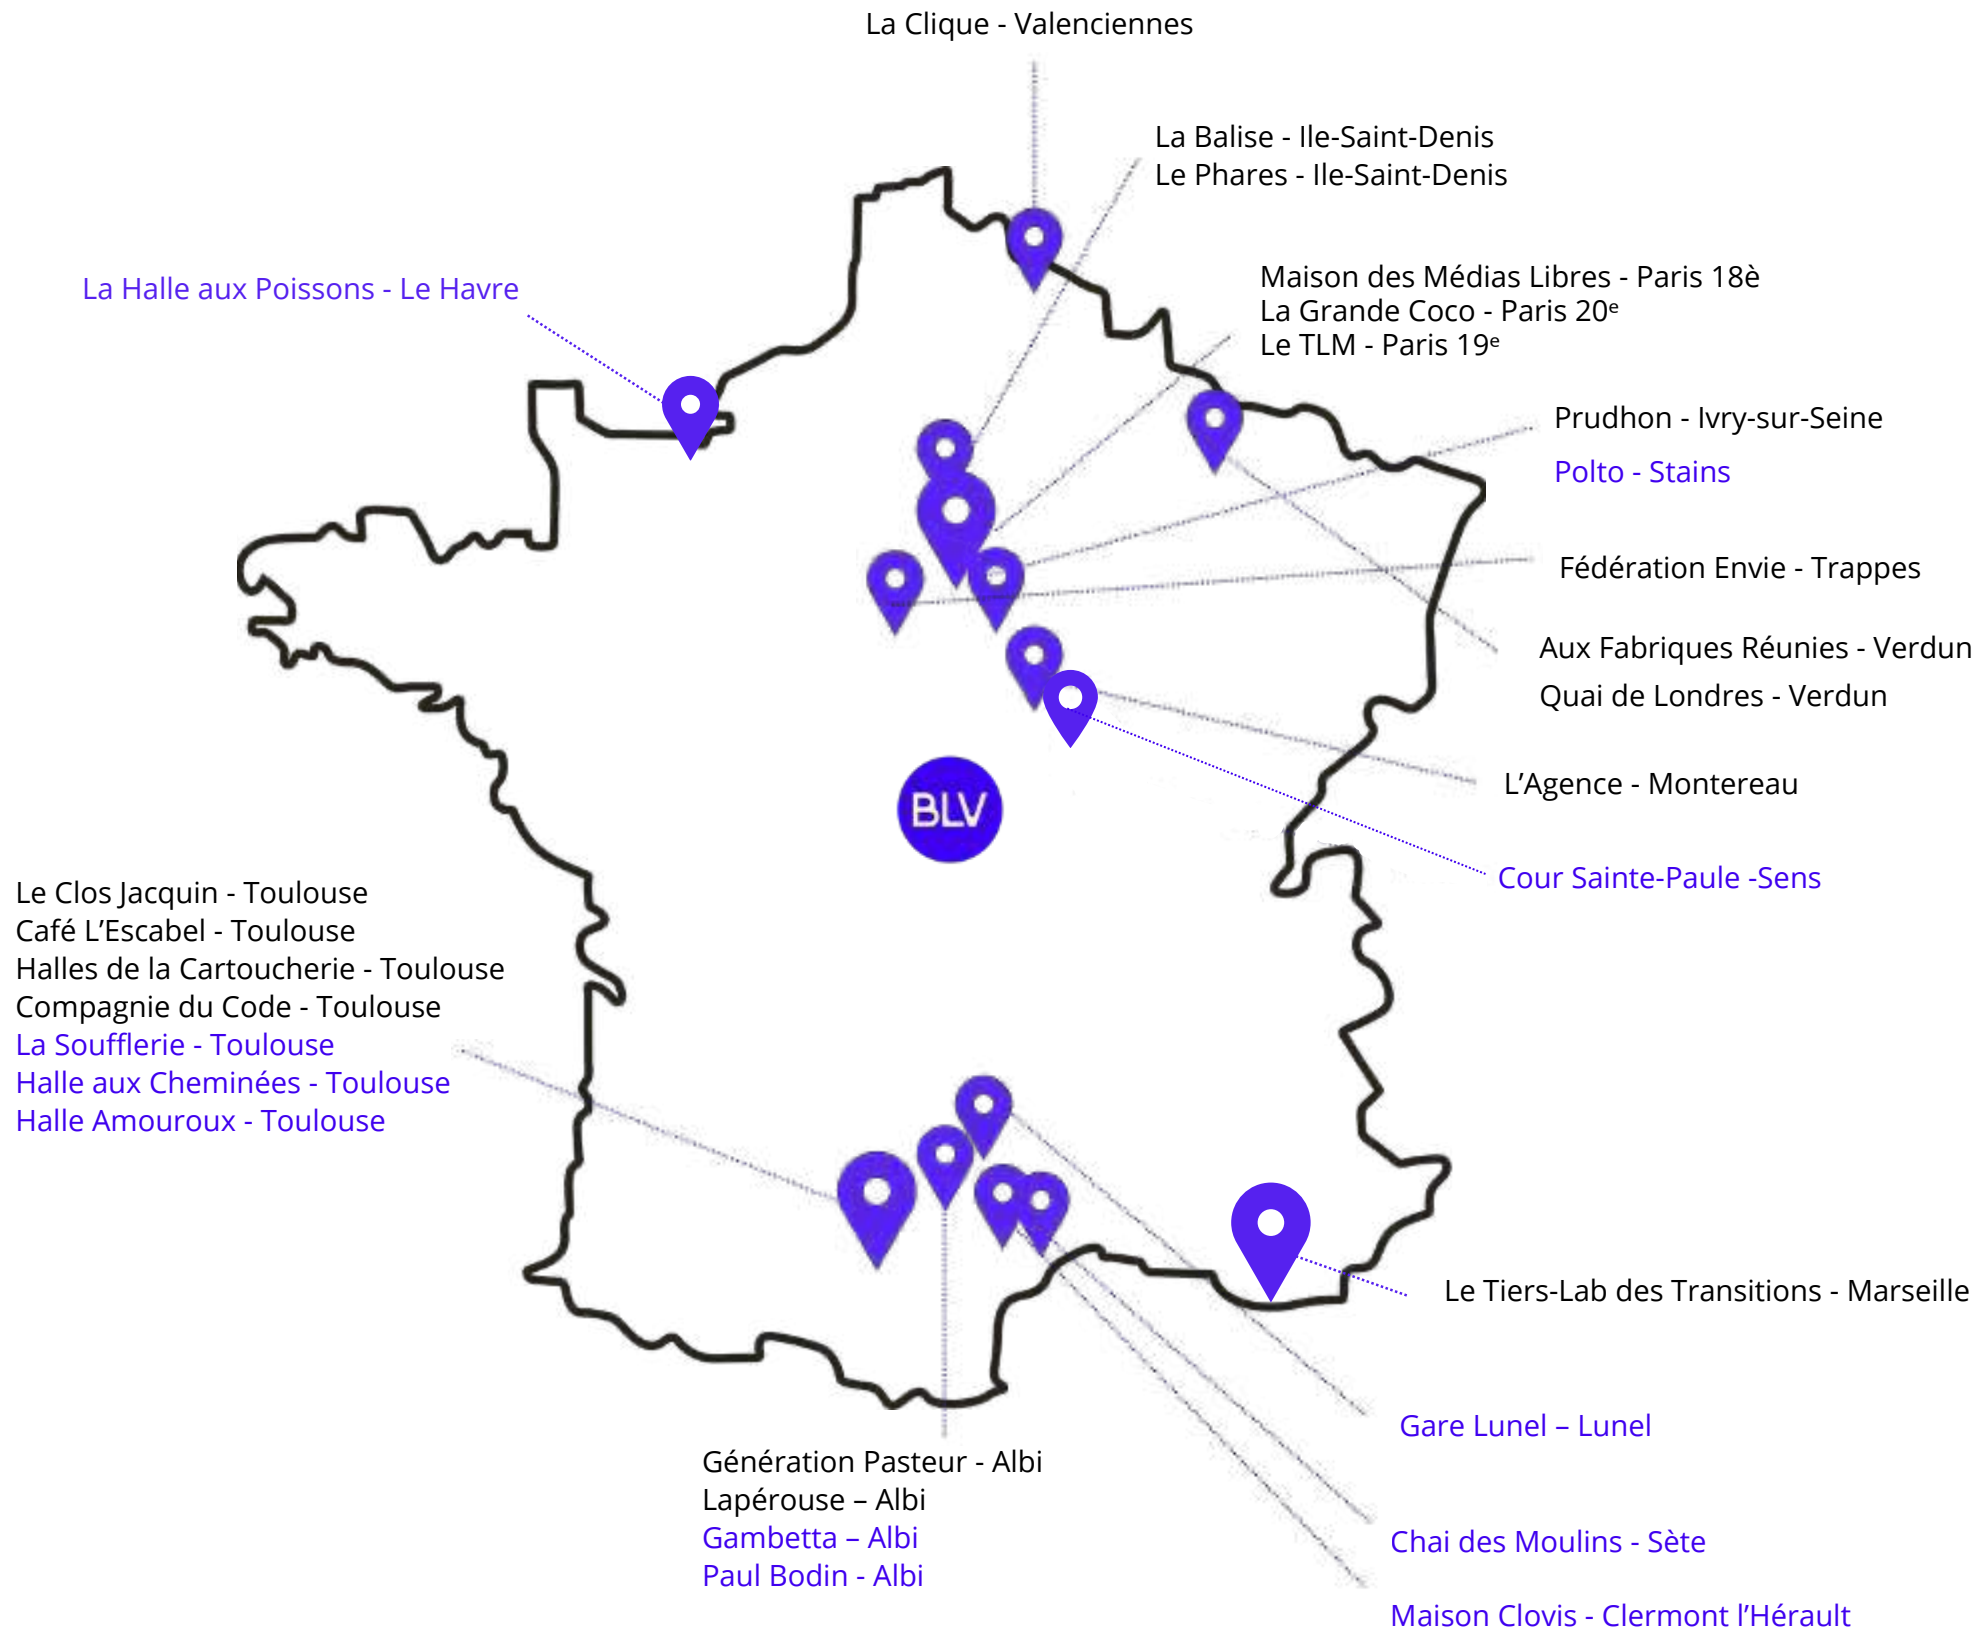 La Clique - Valenciennes
La Balise - Ile-Saint-Denis
Le Phares - Ile-Saint-Denis
La Halle aux Poissons - Le Havre
Maison des Médias Libres - Paris 18è
La Grande Coco - Paris 20ᵉ
Le TLM - Paris 19ᵉ
Prudhon - Ivry-sur-Seine
Polto - Stains
Fédération Envie - Trappes
Aux Fabriques Réunies - Verdun
Quai de Londres - Verdun
L’Agence - Montereau
BLV
Cour Sainte-Paule -Sens
Le Clos Jacquin - Toulouse
Café L’Escabel - Toulouse
Halles de la Cartoucherie - Toulouse
Compagnie du Code - Toulouse
La Soufflerie - Toulouse
Halle aux Cheminées - Toulouse
Halle Amouroux - Toulouse
Le Tiers-Lab des Transitions - Marseille
Gare Lunel – Lunel
Génération Pasteur - Albi
Lapérouse – Albi
Gambetta – Albi
Paul Bodin - Albi
Chai des Moulins - Sète
Maison Clovis - Clermont l’Hérault